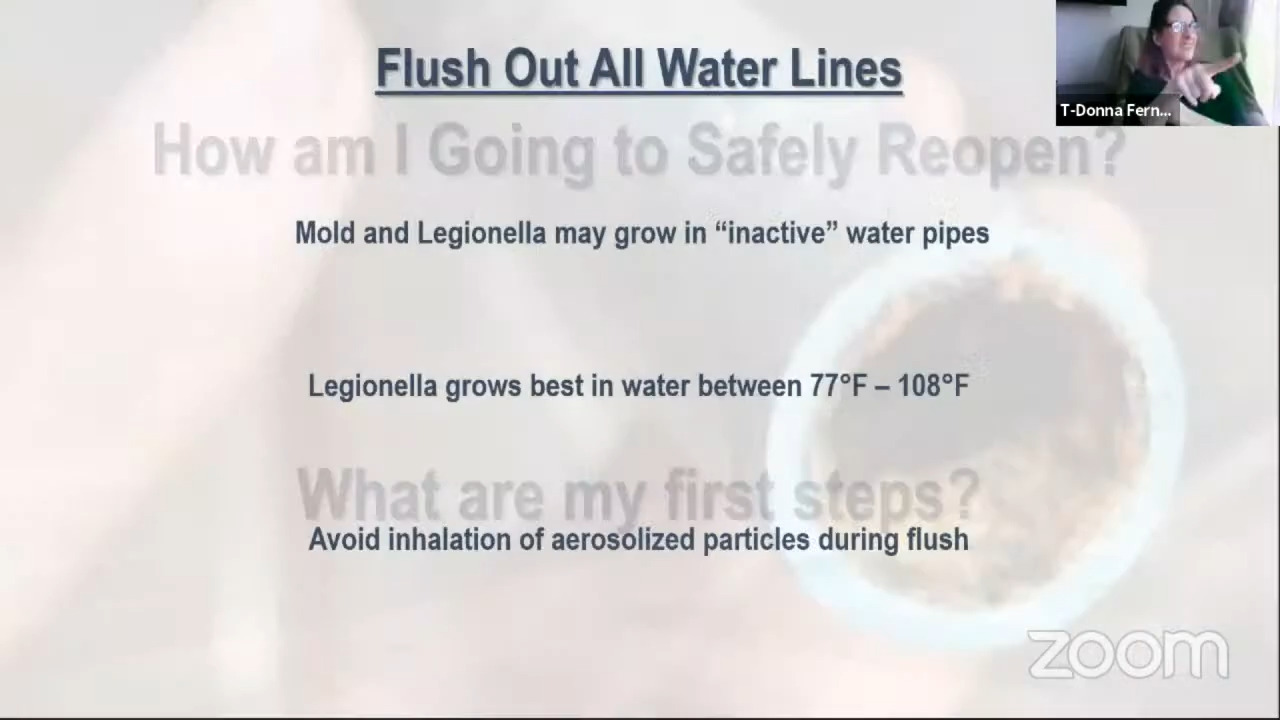 Flush Out All Water Lines
T-Donna Fern...
How am I Going to Safely Reopen?
Mold and Legionella may grow in “inactive” water pipes
Legionella grows best in water between 77°F – 108°F
What are my first steps?
Avoid inhalation of aerosolized particles during flush
zoom